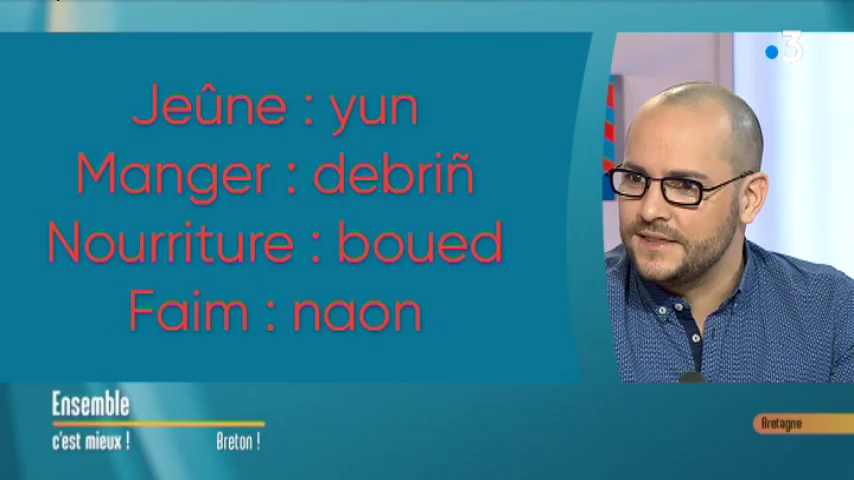 Jeûne : yun
Manger : debriñ
Nourriture : boued
Faim : naon
3
Ensemble
c'est mieux !
Breton !
Bretagne